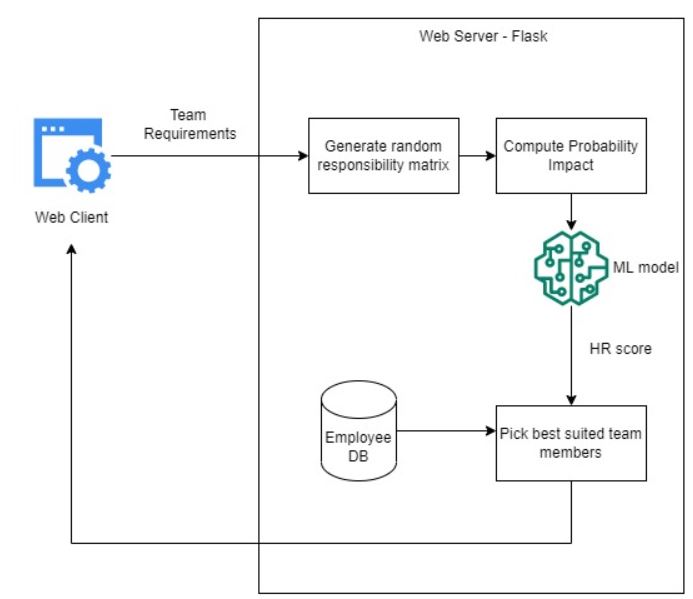 Web Server - Flask
Team
Requirements
Generate random
responsibility matrix
Compute Probability
Impact
Web Client
ML model
HR score
Employee
DB
Pick best suited team
members